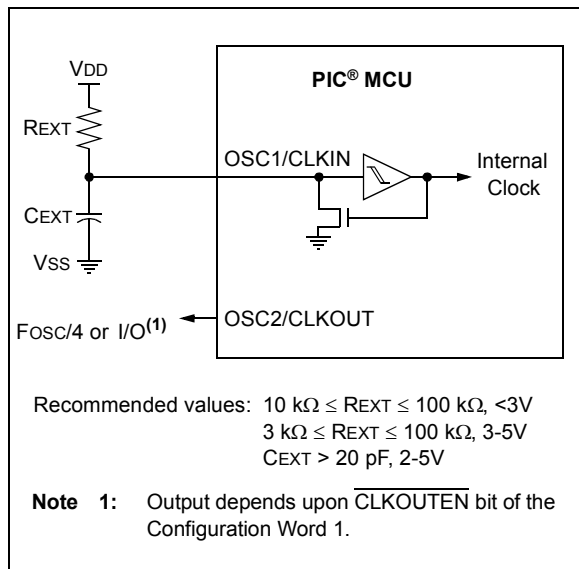 VDD
PIC® MCU
REXT
OSC1/CLKIN
Internal
Clock
CEXT
VSS
OSC2/CLKOUT
FOSC/4 or I/O(1)
Recommended values: 10 kΩ ≤ REXT ≤ 100 kΩ, <3V
3 kΩ ≤ REXT ≤ 100 kΩ, 3-5V
CEXT > 20 pF, 2-5V
Note 1: Output depends upon CLKOUTEN bit of the
Configuration Word 1.